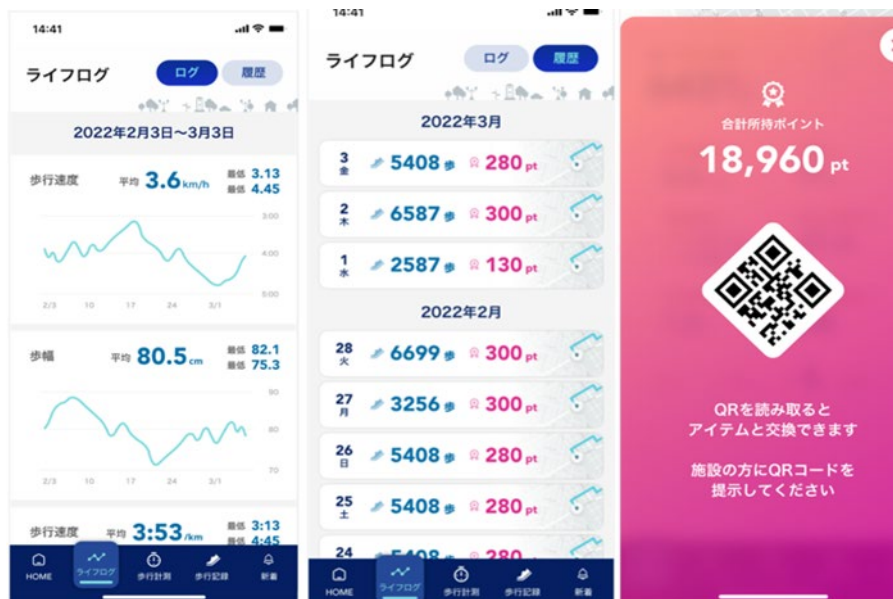 14:41
ライフログ
ログ
履歴
2022年2月3日～3月3日
歩行速度
平均 3.6 km/h
最低 3.13
最低 4.45
3:00
4:00
5:00
2/3 10 17 24 3/1
歩幅
平均 80.5 cm
最低 82.1
最低 75.3
90
80
70
2/3 10 17 24 3/1
歩行速度
平均 3:53 /km
最低 3:13
最低 4:45
HOME
ライフログ
歩行計測
歩行記録
新着
14:41
ライフログ
ログ
履歴
2022年3月
3 金 5408 歩 280 pt
2 木 6587 歩 300 pt
1 水 2587 歩 130 pt
2022年2月
28 火 6699 歩 300 pt
27 月 3256 歩 300 pt
26 日 5408 歩 280 pt
25 土 5408 歩 280 pt
24 5408 歩 280 pt
HOME
ライフログ
歩行計測
歩行記録
新着
合計所持ポイント
18,960 pt
QRを読み取ると
アイテムと交換できます
施設の方にQRコードを
提示してください